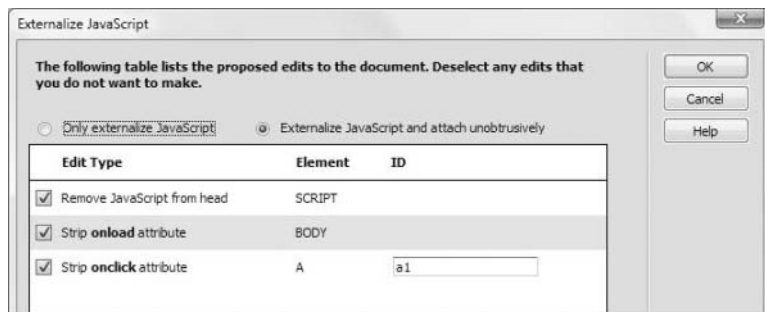 Externalize JavaScript
The following table lists the proposed edits to the document. Deselect any edits that
you do not want to make.
OK
Cancel
Help
Only externalize JavaScript
Externalize JavaScript and attach unobtrusively
Edit Type Element ID
Remove JavaScript from head SCRIPT
Strip onload attribute BODY
Strip onclick attribute A a1